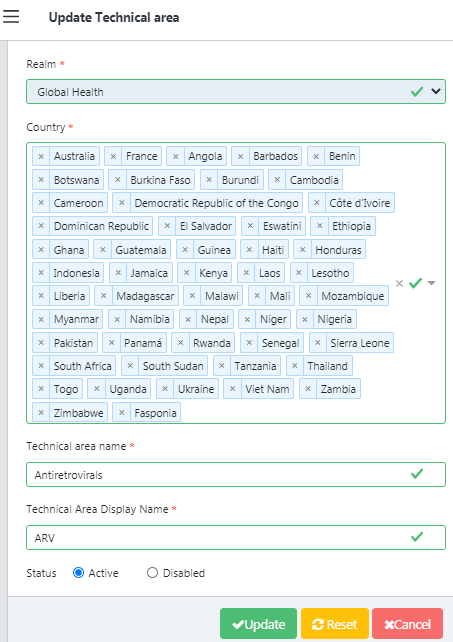 Update Technical area
Realm *
Global Health
Country *
× Australia × France × Angola × Barbados × Benin
× Botswana × Burkina Faso × Burundi × Cambodia
× Cameroon × Democratic Republic of the Congo × Côte d'Ivoire
× Dominican Republic × El Salvador × Eswatini × Ethiopia
× Ghana × Guatemala × Guinea × Haiti × Honduras
× Indonesia × Jamaica × Kenya × Laos × Lesotho
× Liberia × Madagascar × Malawi × Mali × Mozambique
× Myanmar × Namibia × Nepal × Niger × Nigeria
× Pakistan × Panamá × Rwanda × Senegal × Sierra Leone
× South Africa × South Sudan × Tanzania × Thailand
× Togo × Uganda × Ukraine × Viet Nam × Zambia
× Zimbabwe × Fasponia
Technical area name *
Antiretrovirals
Technical Area Display Name *
ARV
Status Active Disabled
Update Reset Cancel